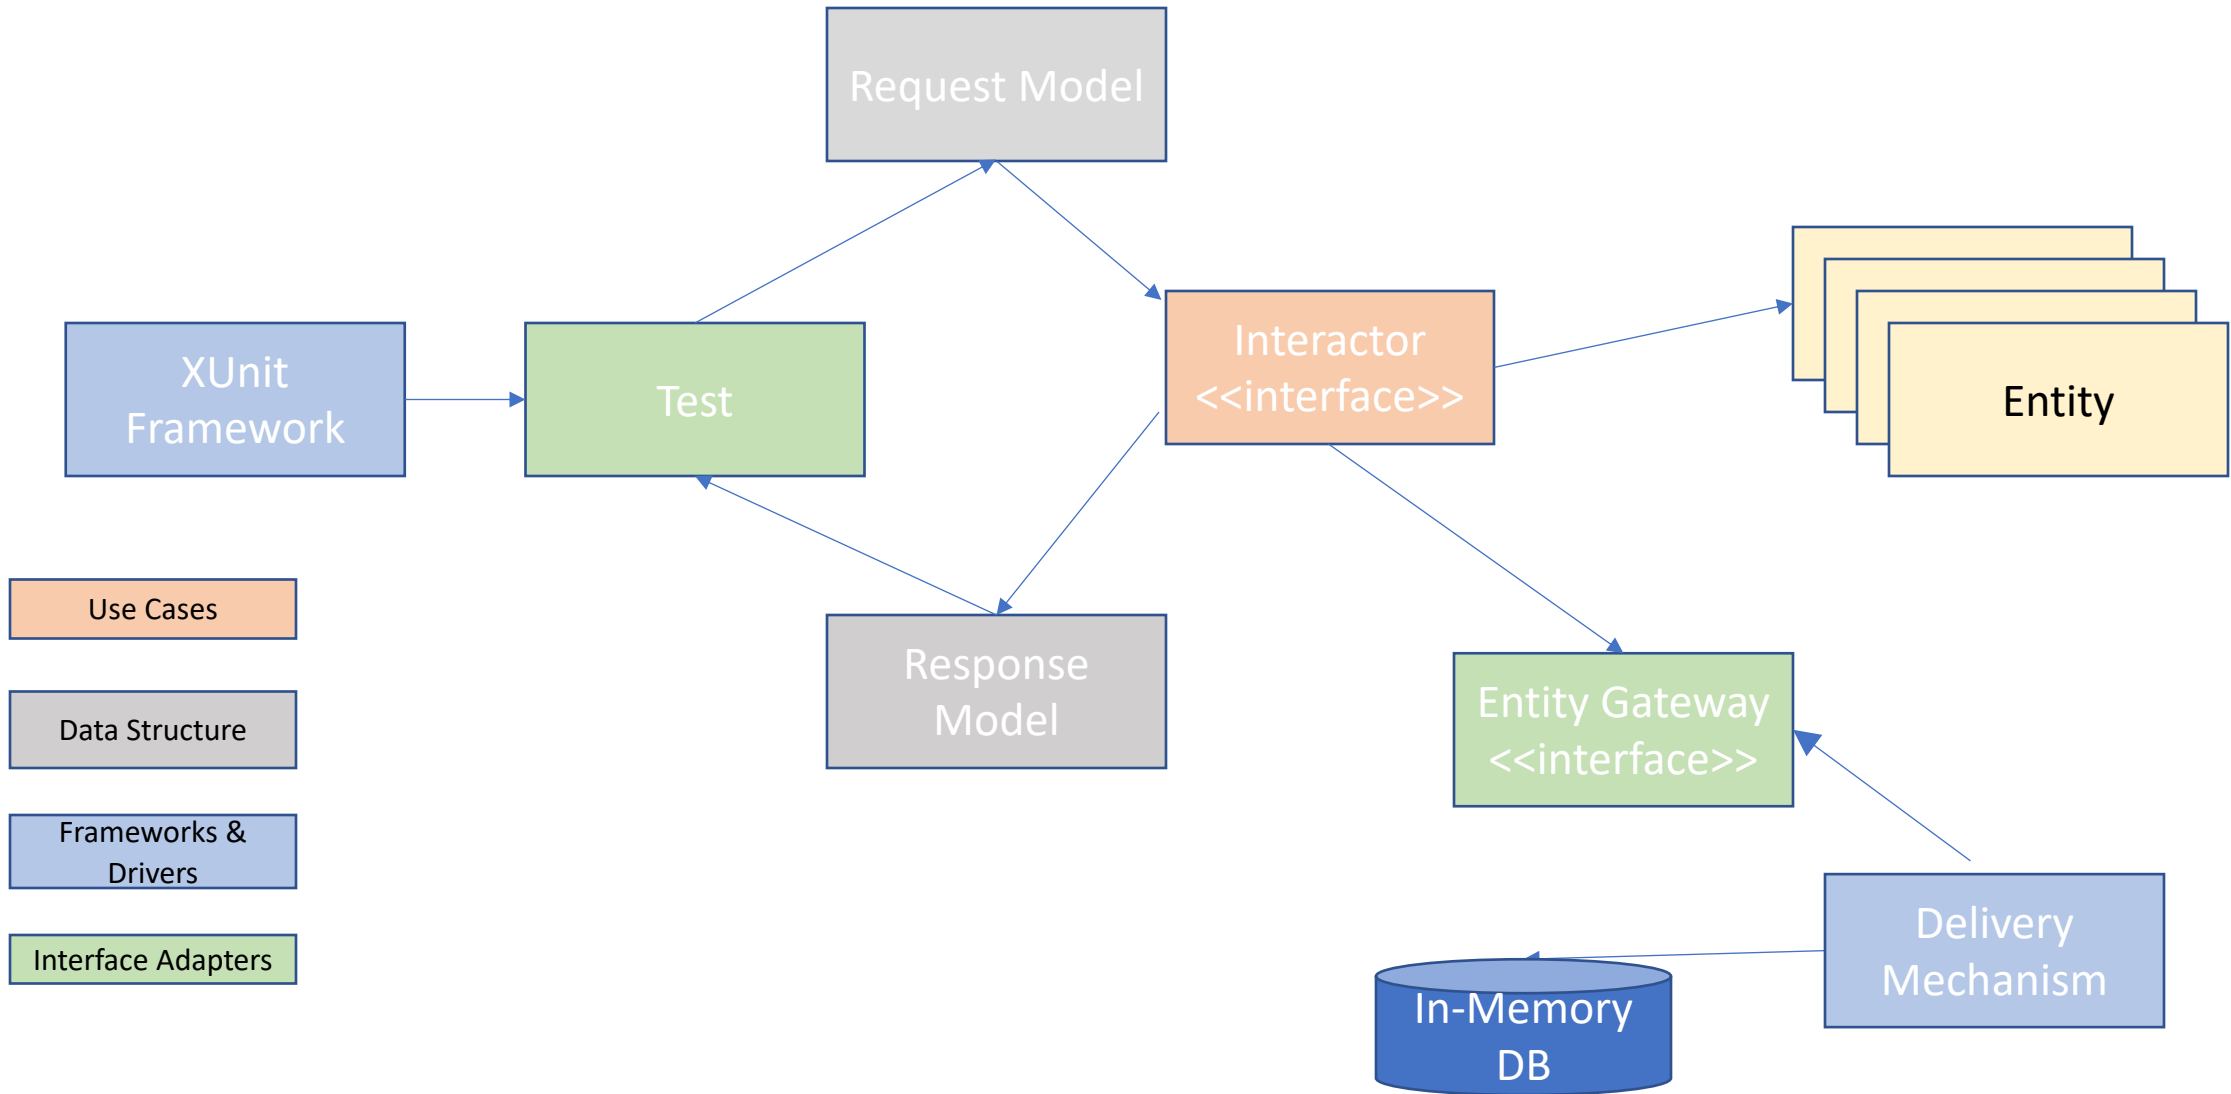 Request Model
XUnit
Framework
Test
Interactor
<<interface>>
Entity
Use Cases
Data Structure
Frameworks &
Drivers
Interface Adapters
Response
Model
Entity Gateway
<<interface>>
Delivery
Mechanism
In-Memory
DB